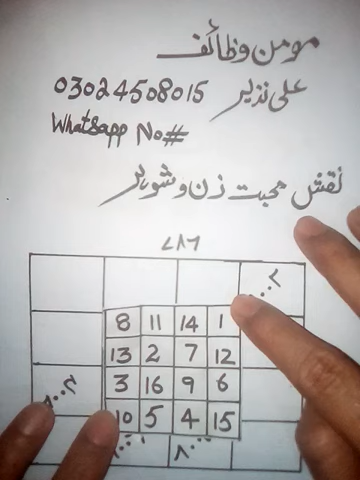 مومن وظائف
علی نذیر 03024508015
Whatsapp No#
نقش محبت زن و شوہر
۷۸۶
8 11 14 1
13 2 7 12
3 16 9 6
10 5 4 15